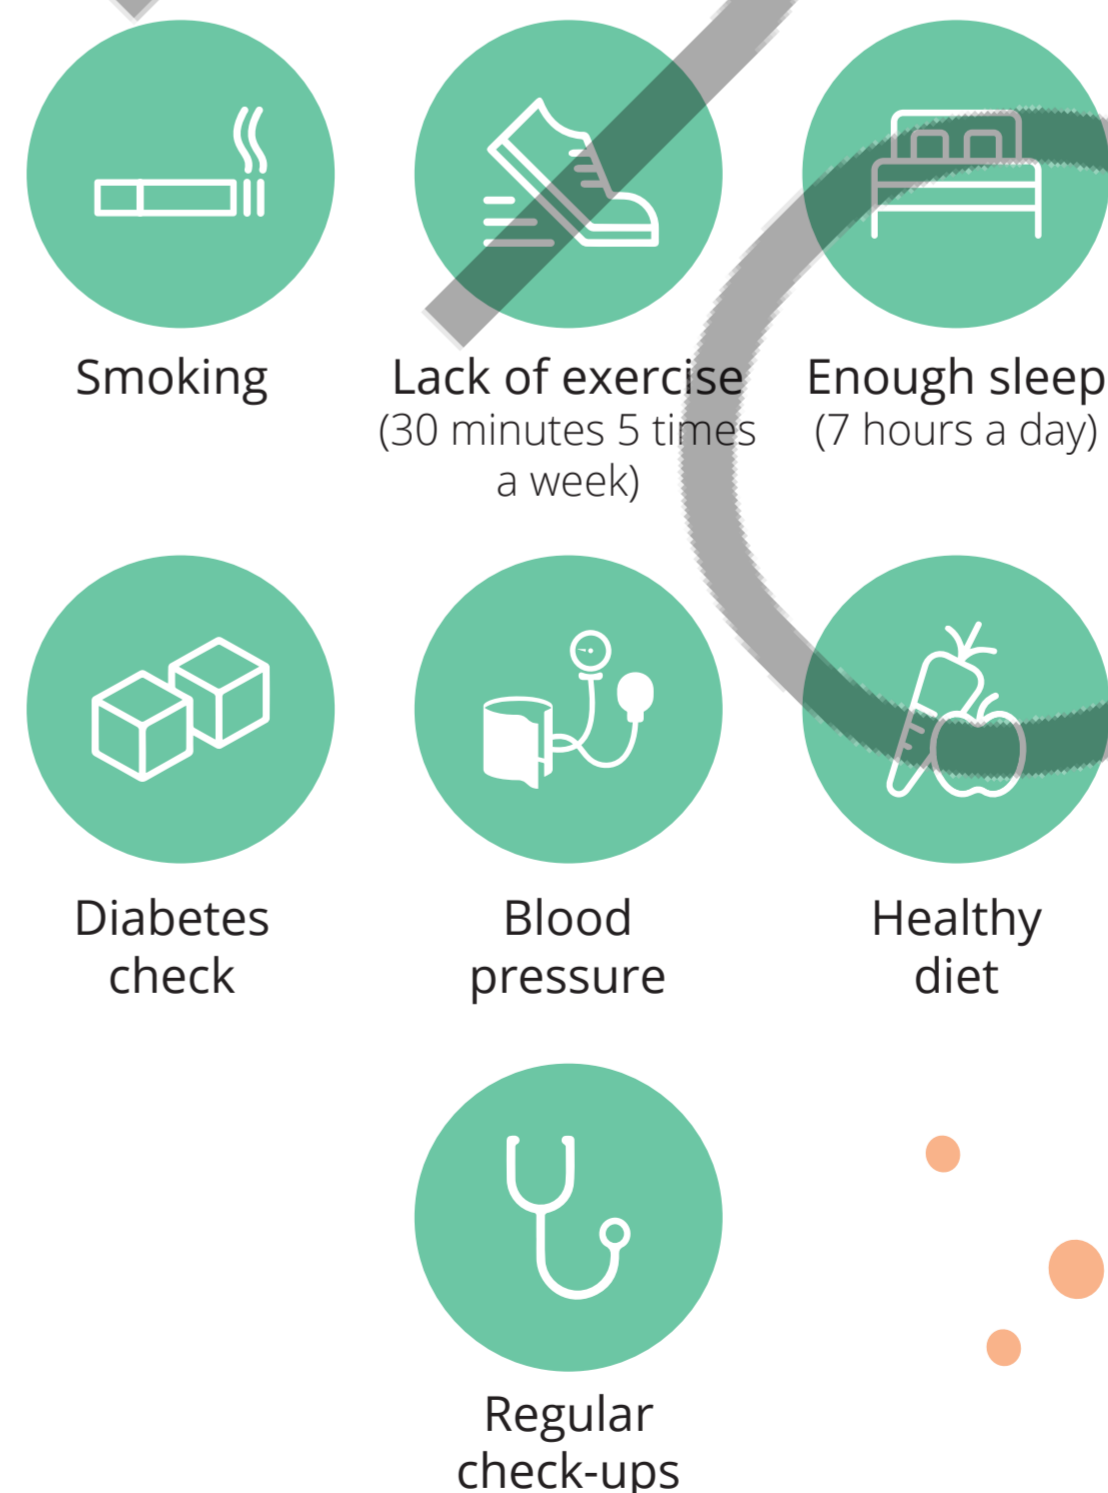 Smoking
Lack of exercise
(30 minutes 5 times
a week)
Enough sleep
(7 hours a day)
Diabetes
check
Blood
pressure
Healthy
diet
Regular
check-ups